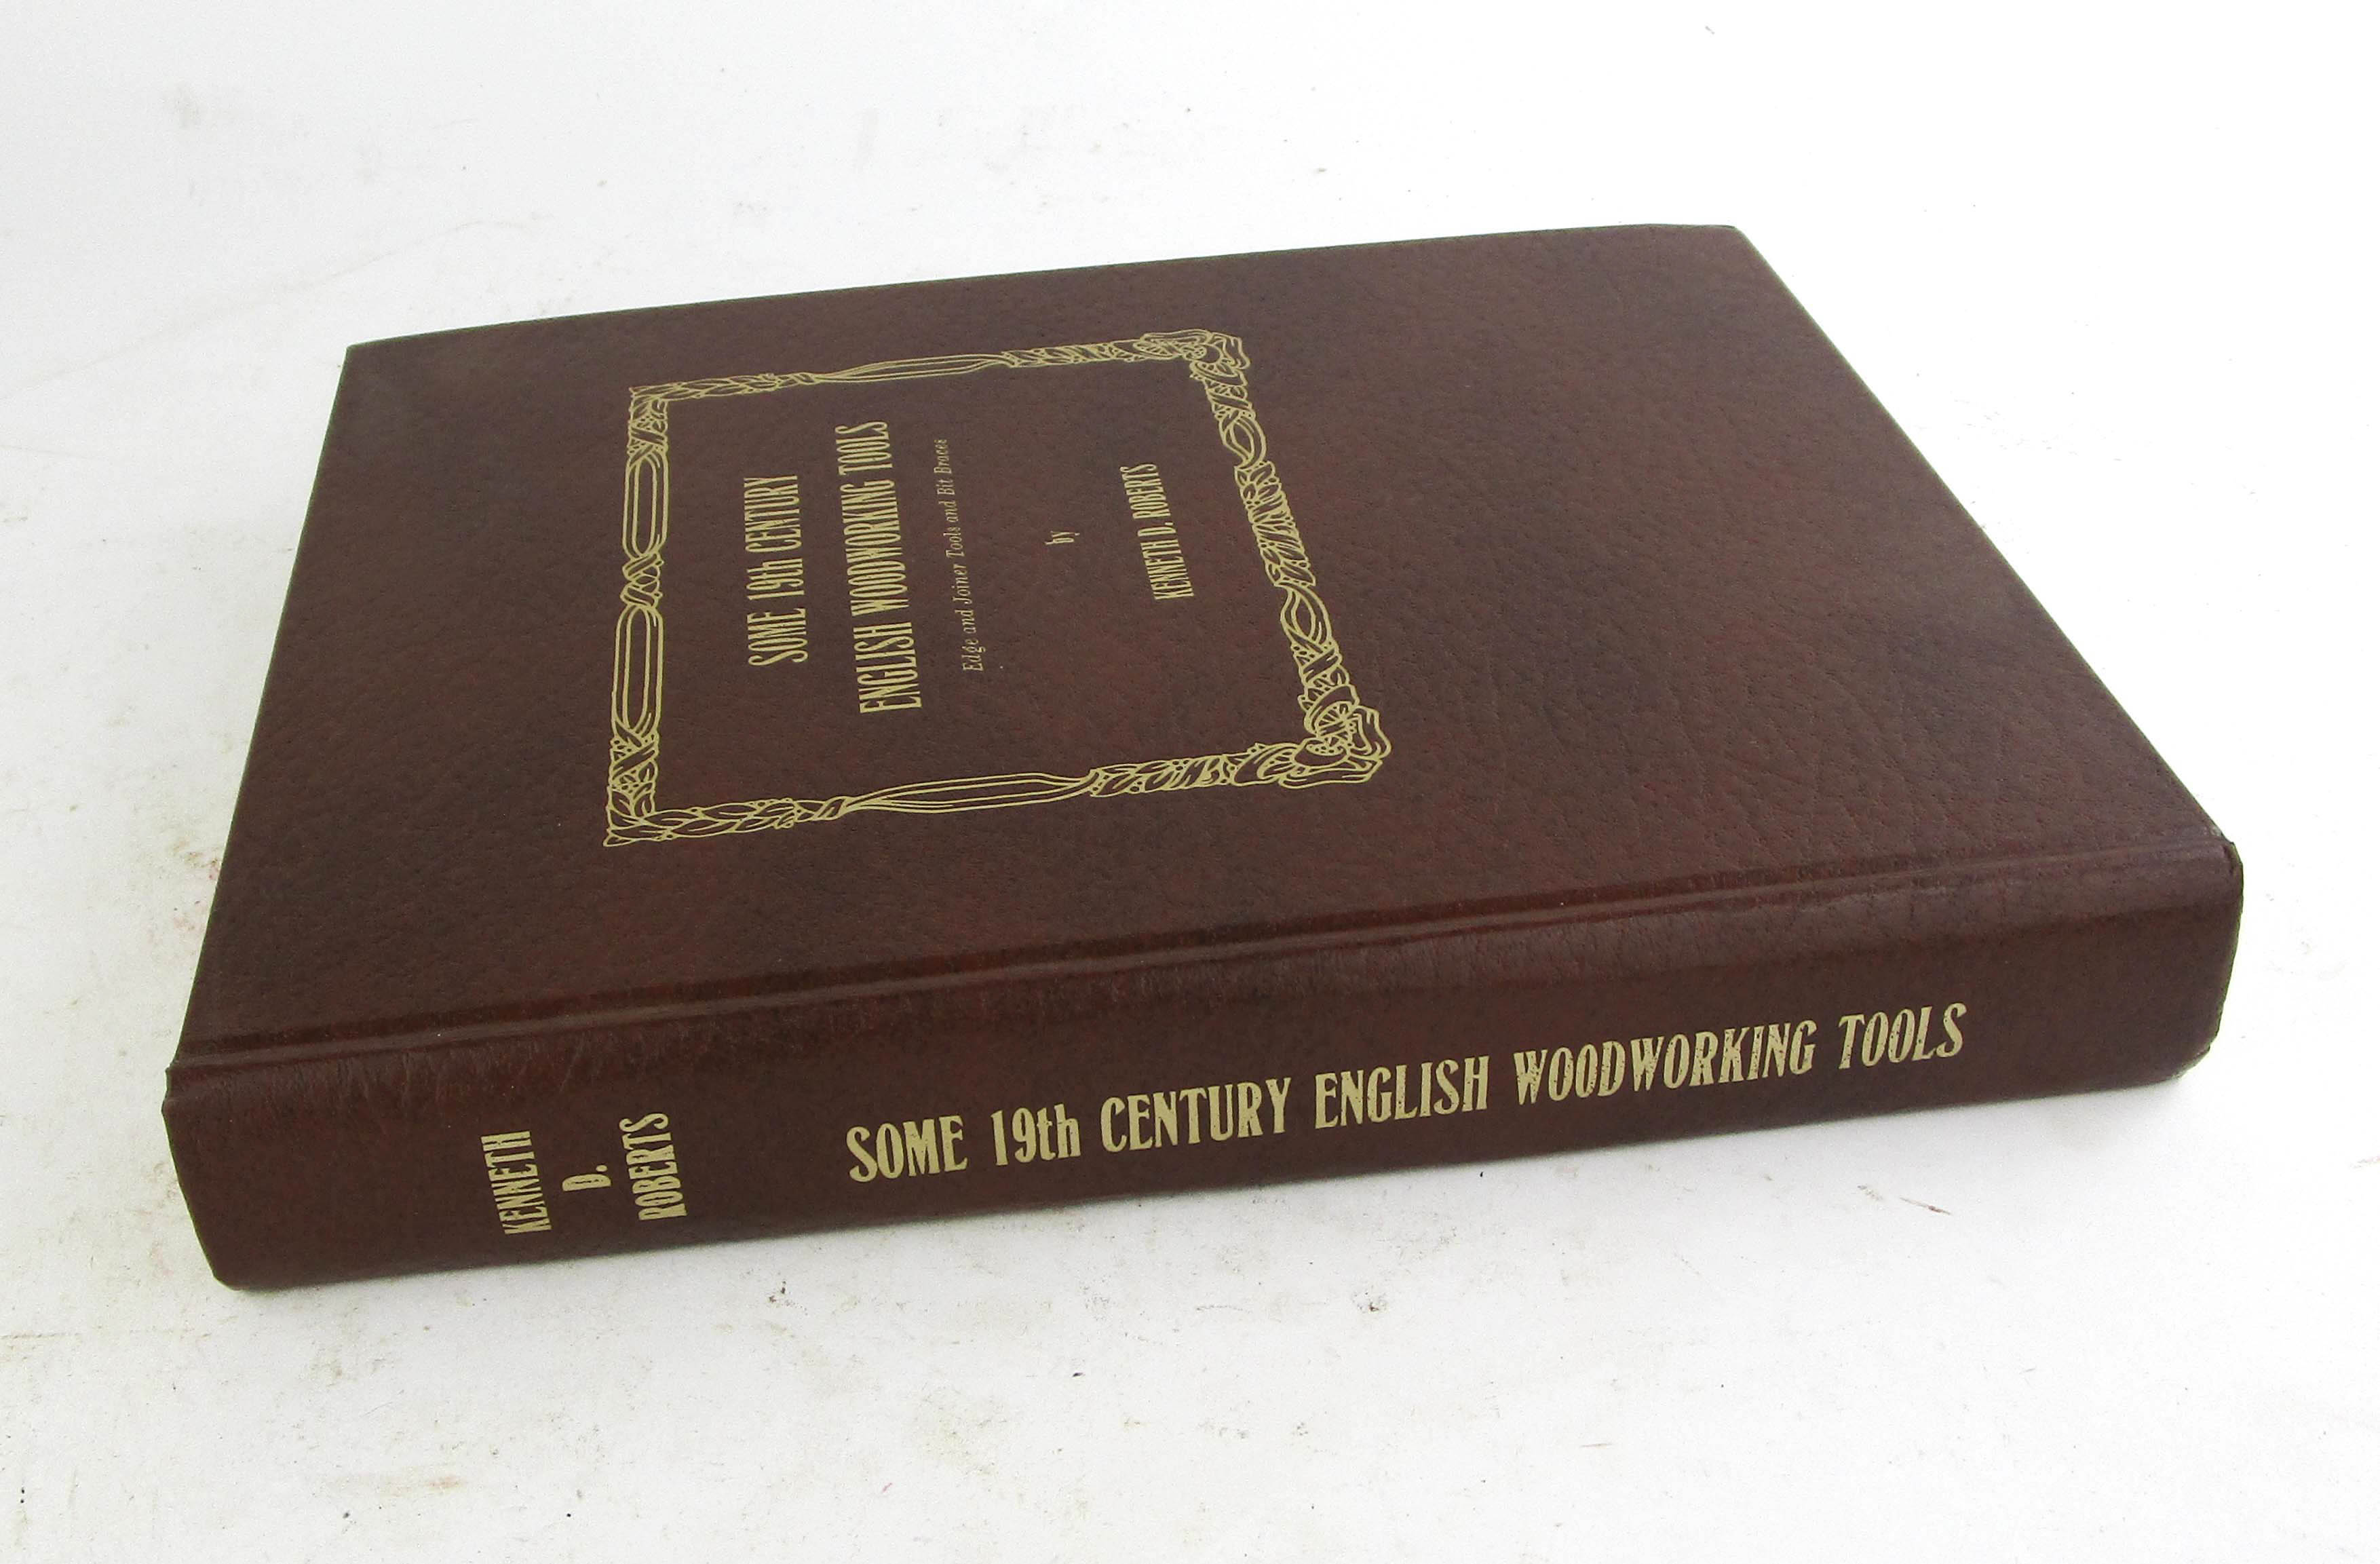 SOME 19th CENTURY
ENGLISH WOODWORKING TOOLS
Edge and Joiner Tools and Bit Braces
by
KENNETH D. ROBERTS
KENNETH
D.
ROBERTS
SOME 19th CENTURY ENGLISH WOODWORKING TOOLS